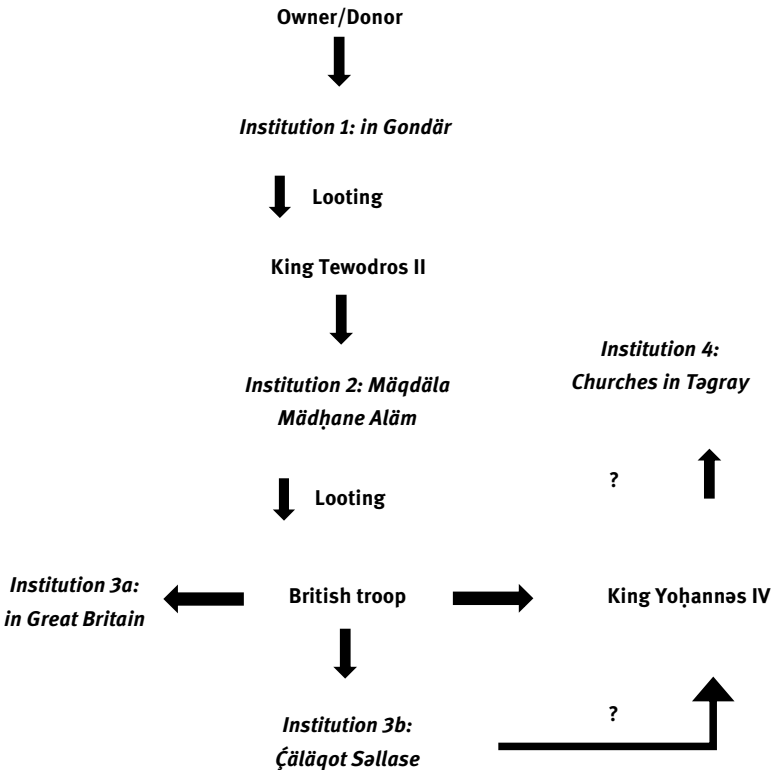 Owner/Donor
Institution 1: in Gondär
Looting
King Tewodros II
Institution 2: Mäqdäla
Mädḥane Aläm
Institution 4:
Churches in Təgray
Looting
?
Institution 3a:
in Great Britain
British troop
King Yoḥannəs IV
Institution 3b:
Ç̣äläqot Səllase
?